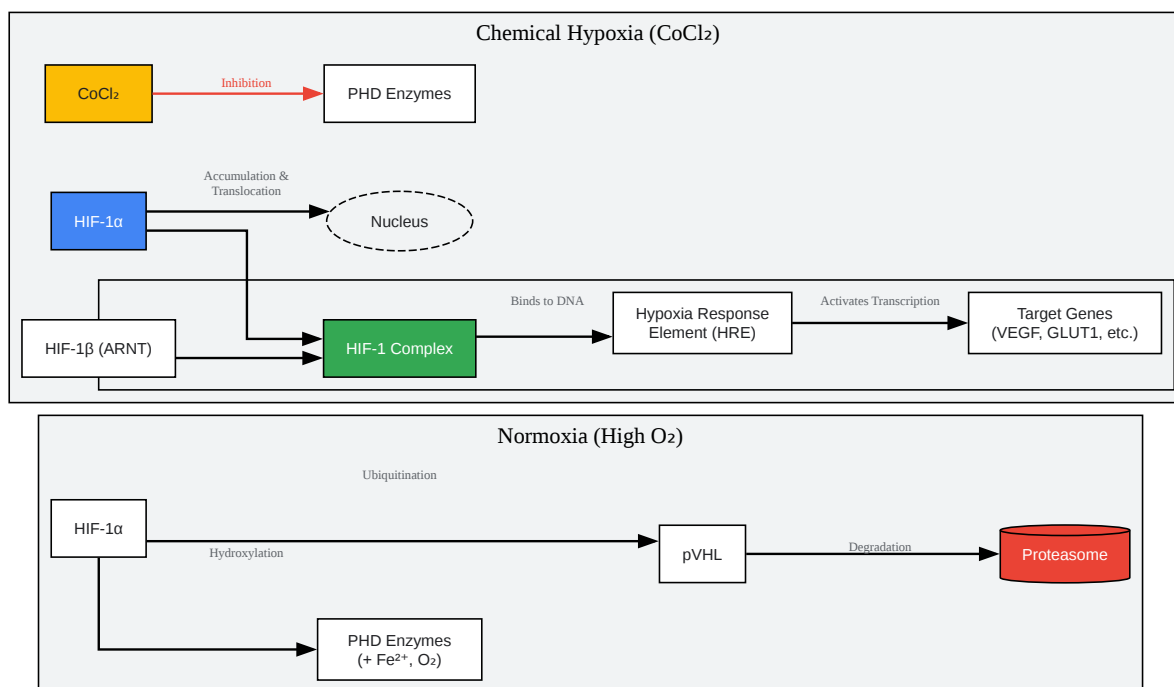 Chemical Hypoxia (CoCl₂)
CoCl₂
Inhibition
PHD Enzymes
Accumulation &
Translocation
HIF-1α
Nucleus
HIF-1β (ARNT)
HIF-1 Complex
Binds to DNA
Hypoxia Response
Element (HRE)
Activates Transcription
Target Genes
(VEGF, GLUT1, etc.)
Normoxia (High O₂)
Ubiquitination
HIF-1α
Hydroxylation
pVHL
Degradation
Proteasome
PHD Enzymes
(+ Fe²⁺, O₂)